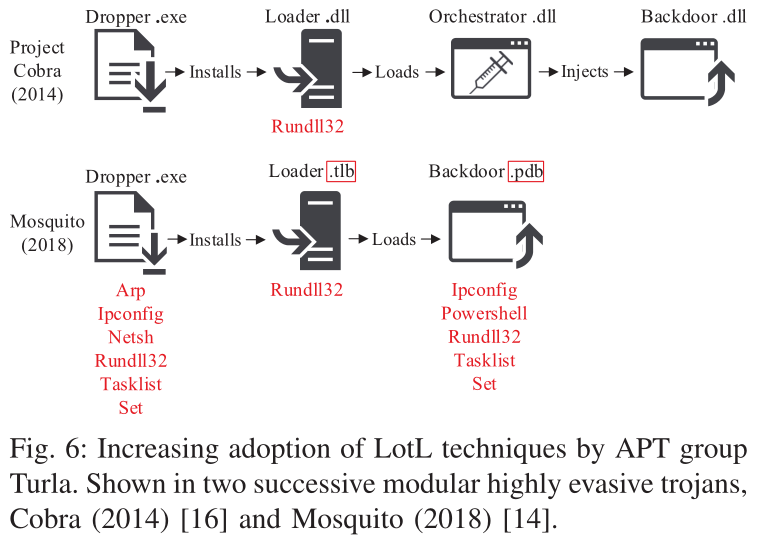 Dropper .exe
Loader .dll
Orchestrator .dll
Backdoor .dll
Project
Cobra
(2014)
Installs
Loads
Injects
Rundll32
Dropper .exe
Loader .tlb
Backdoor .pdb
Mosquito
(2018)
Installs
Loads
Arp
Ipconfig
Netsh
Rundll32
Tasklist
Set
Rundll32
Ipconfig
Powershell
Rundll32
Tasklist
Set
Fig. 6: Increasing adoption of LotL techniques by APT group
Turla. Shown in two successive modular highly evasive trojans,
Cobra (2014) [16] and Mosquito (2018) [14].